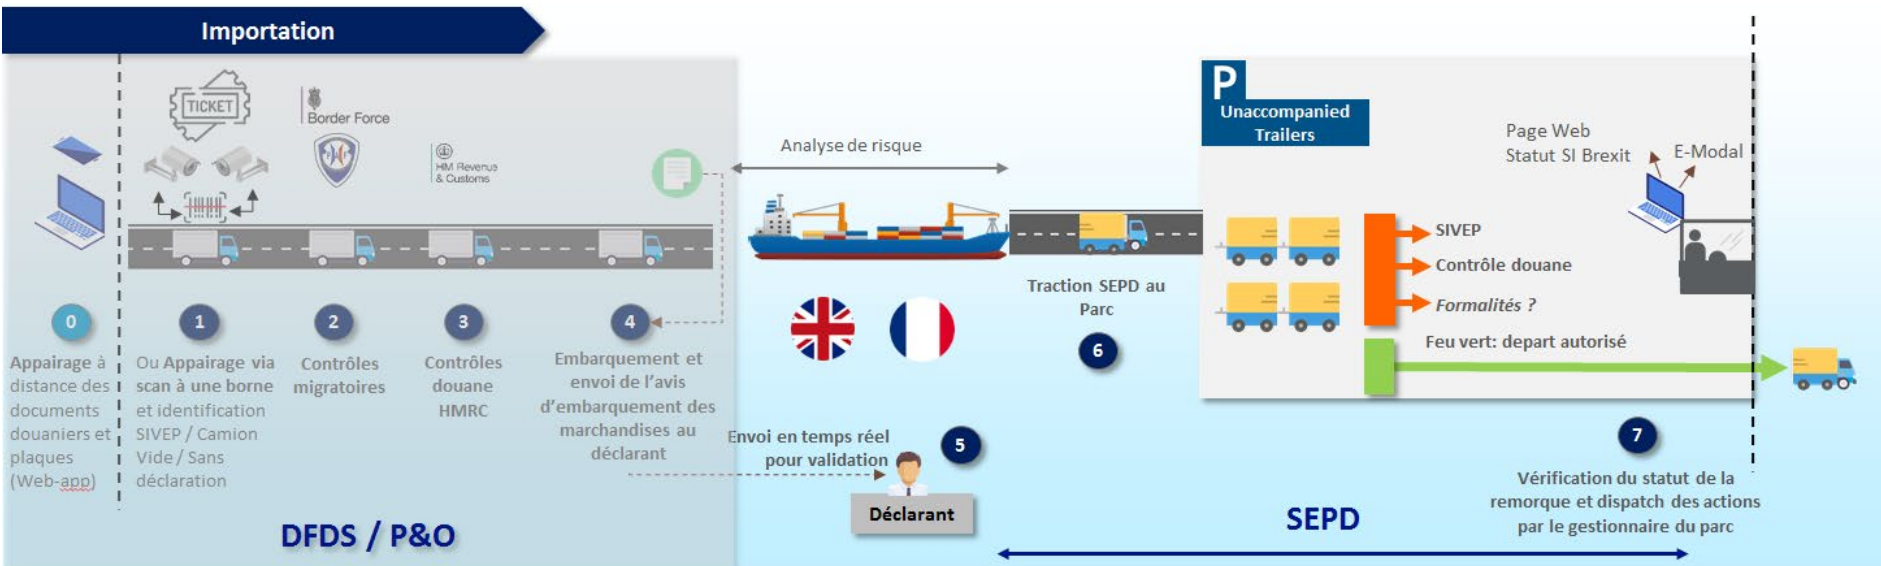 Importation
TICKET
Border Force
HM Revenue
& Customs
Analyse de risque
P
Unaccompanied
Trailers
Page Web
Statut SI Brexit
E-Modal
SIVEP
Contrôle douane
Formalités ?
Feu vert: depart autorisé
0
Appairage à
distance des
documents
douaniers et
plaques
(Web-app)
1
Ou Appairage via
scan à une borne
et identification
SIVEP / Camion
Vide / Sans
déclaration
2
Contrôles
migratoires
3
Contrôles
douane
HMRC
4
Embarquement et
envoi de l'avis
d'embarquement des
marchandises au
déclarant
Envoi en temps réel
pour validation
5
Déclarant
Traction SEPD au
Parc
6
7
Vérification du statut de la
remorque et dispatch des actions
par le gestionnaire du parc
DFDS / P&O
SEPD